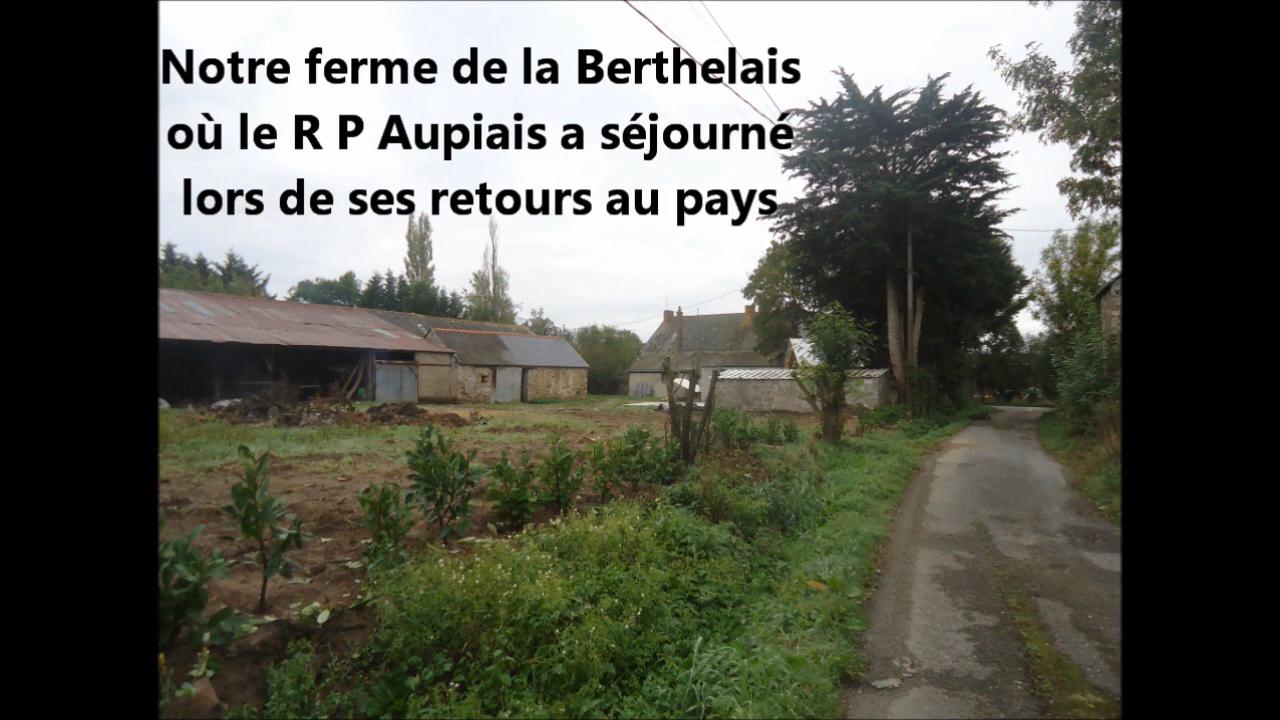 Notre ferme de la Berthelais
où le R P Aupiais a séjourné
lors de ses retours au pays